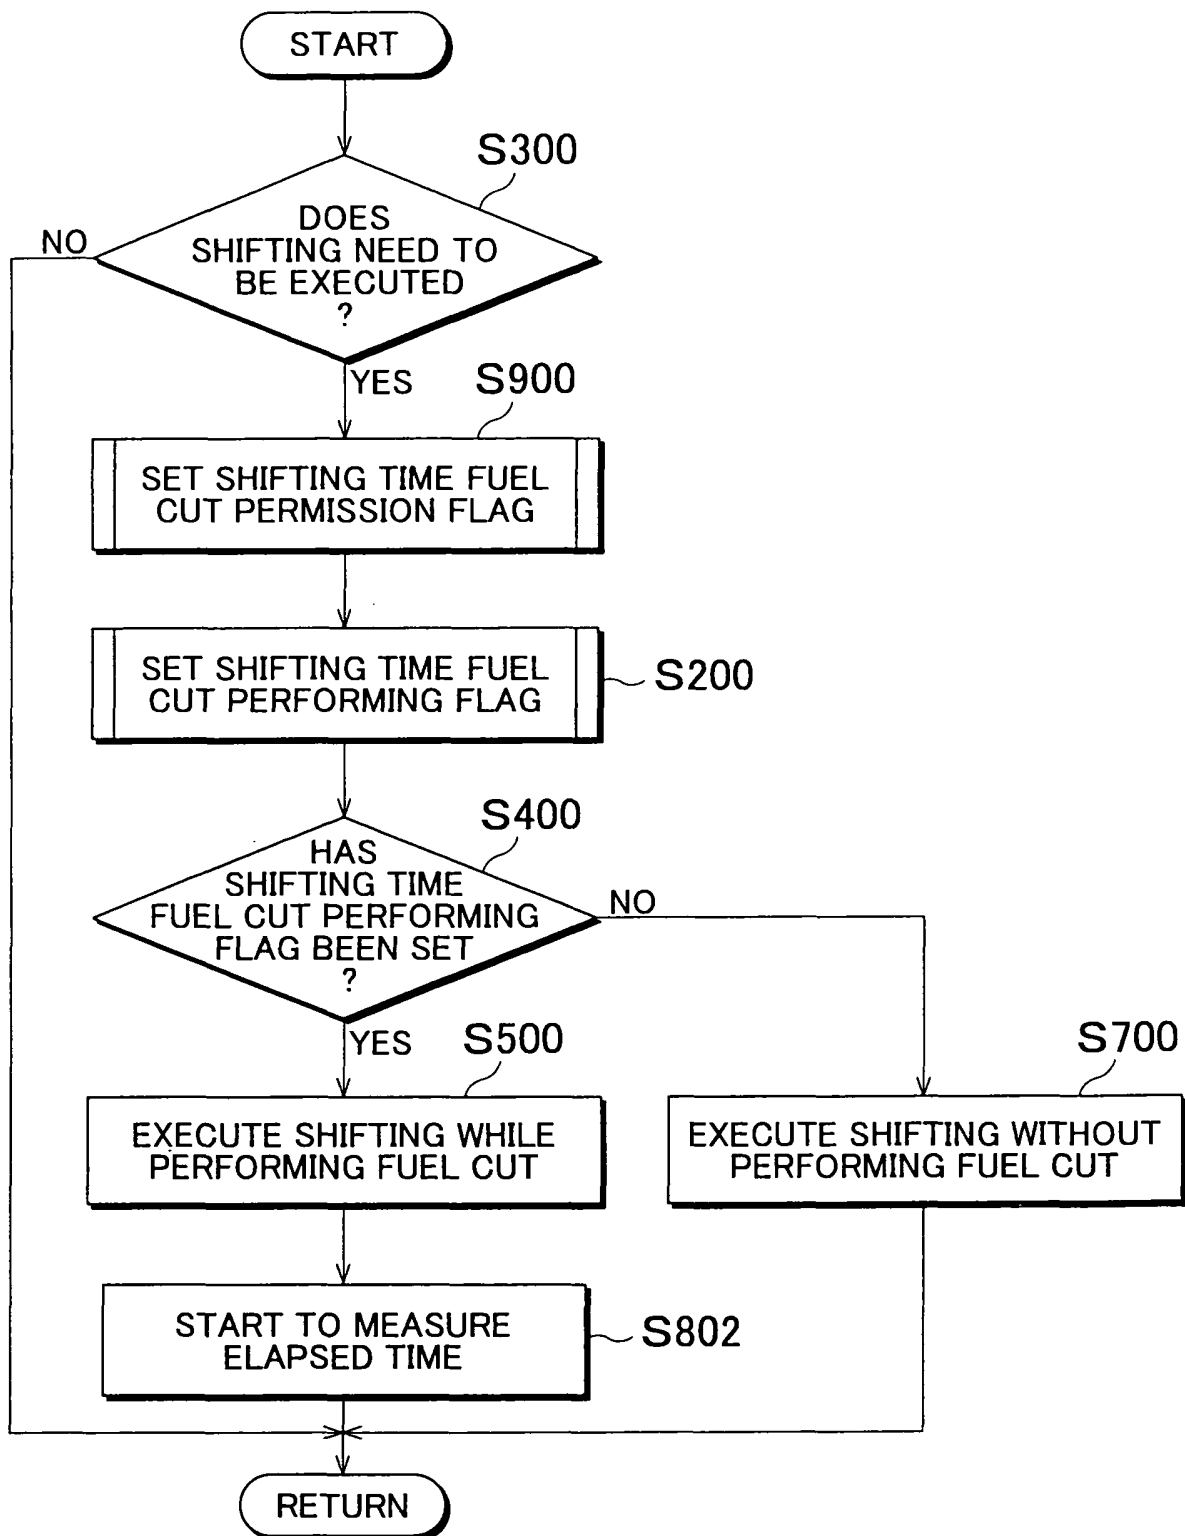 START
S300
DOES
SHIFTING NEED TO
BE EXECUTED
?
NO
YES
S900
SET SHIFTING TIME FUEL
CUT PERMISSION FLAG
SET SHIFTING TIME FUEL
CUT PERFORMING FLAG
S200
S400
HAS
SHIFTING TIME
FUEL CUT PERFORMING
FLAG BEEN SET
?
NO
YES
S500
S700
EXECUTE SHIFTING WHILE
PERFORMING FUEL CUT
EXECUTE SHIFTING WITHOUT
PERFORMING FUEL CUT
START TO MEASURE
ELAPSED TIME
S802
RETURN